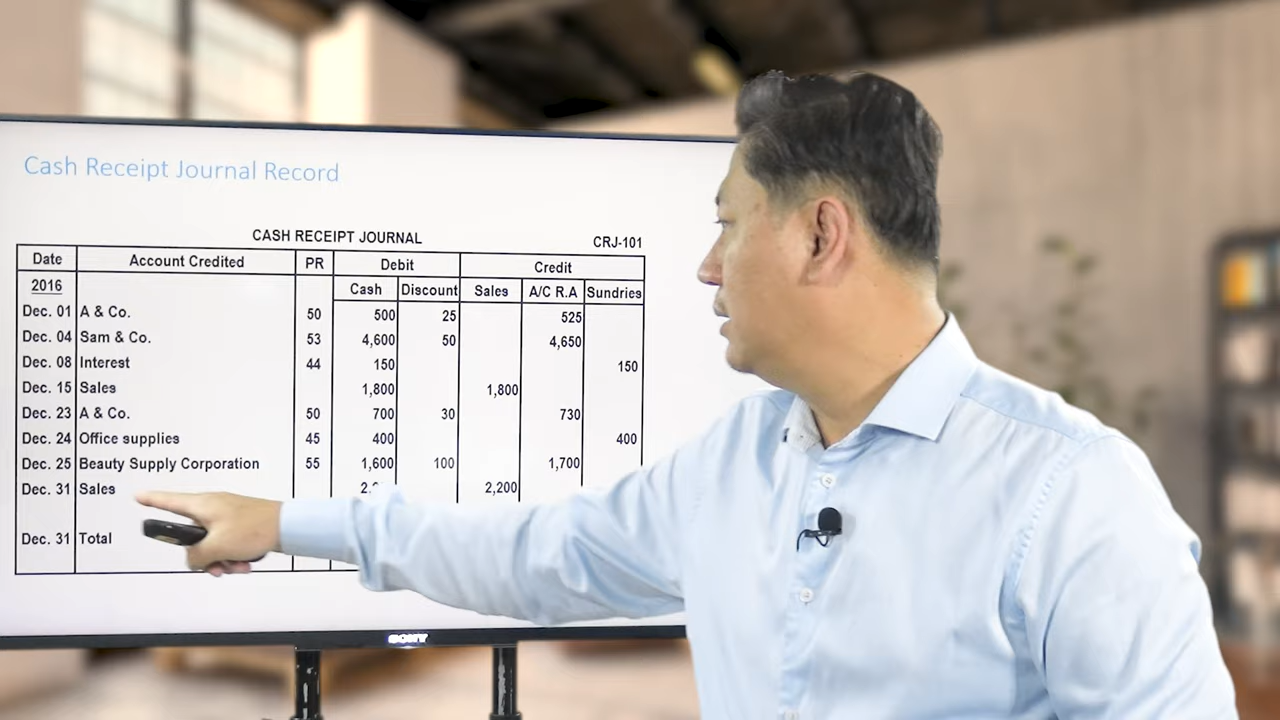 Cash Receipt Journal Record
CASH RECEIPT JOURNAL
CRJ-101
Date Account Credited PR Debit Credit
2016 Cash Discount Sales A/C R.A Sundries
Dec. 01 A & Co. 50 500 25 525
Dec. 04 Sam & Co. 53 4,600 50 4,650
Dec. 08 Interest 44 150 150
Dec. 15 Sales 1,800 1,800
Dec. 23 A & Co. 50 700 30 730
Dec. 24 Office supplies 45 400 400
Dec. 25 Beauty Supply Corporation 55 1,600 100 1,700
Dec. 31 Sales 2,200
Dec. 31 Total
SONY